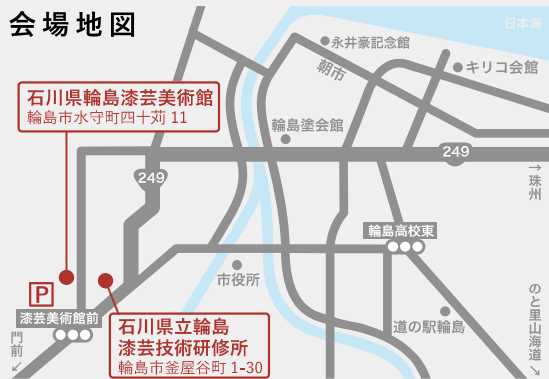 会場地図
日本海
永井豪記念館
朝市
キリコ会館
石川県輪島漆芸美術館
輪島市水守町四十苅 11
輪島塗会館
249
249
→珠州
輪島高校東
市役所
P
漆芸美術館前
門前←
石川県立輪島
漆芸技術研修所
輪島市釜屋谷町 1-30
道の駅輪島
のと里山海道→